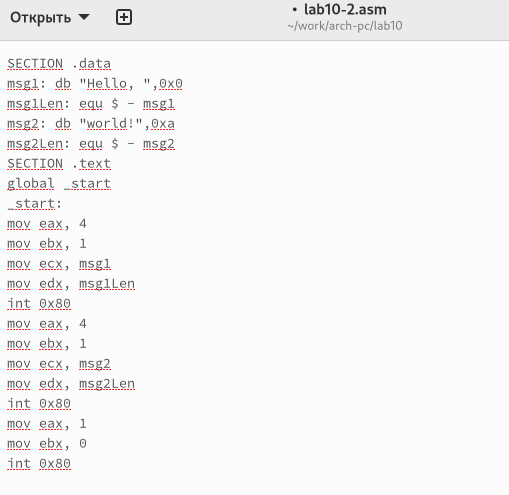 Открыть
• lab10-2.asm
~/work/arch-pc/lab10
SECTION .data
msg1: db "Hello, ",0x0
msg1Len: equ $ - msg1
msg2: db "world!",0xa
msg2Len: equ $ - msg2
SECTION .text
global _start
_start:
mov eax, 4
mov ebx, 1
mov ecx, msg1
mov edx, msg1Len
int 0x80
mov eax, 4
mov ebx, 1
mov ecx, msg2
mov edx, msg2Len
int 0x80
mov eax, 1
mov ebx, 0
int 0x80